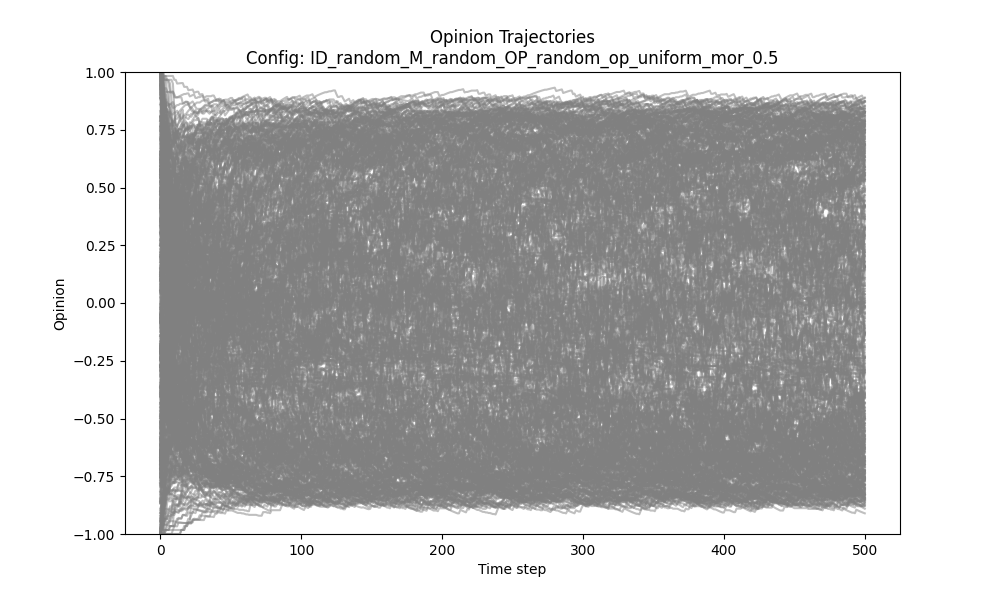 Opinion Trajectories
Config: ID_random_M_random_OP_random_op_uniform_mor_0.5
1.00
0.75
0.50
0.25
0.00
−0.25
−0.50
−0.75
−1.00
Opinion
0 100 200 300 400 500
Time step